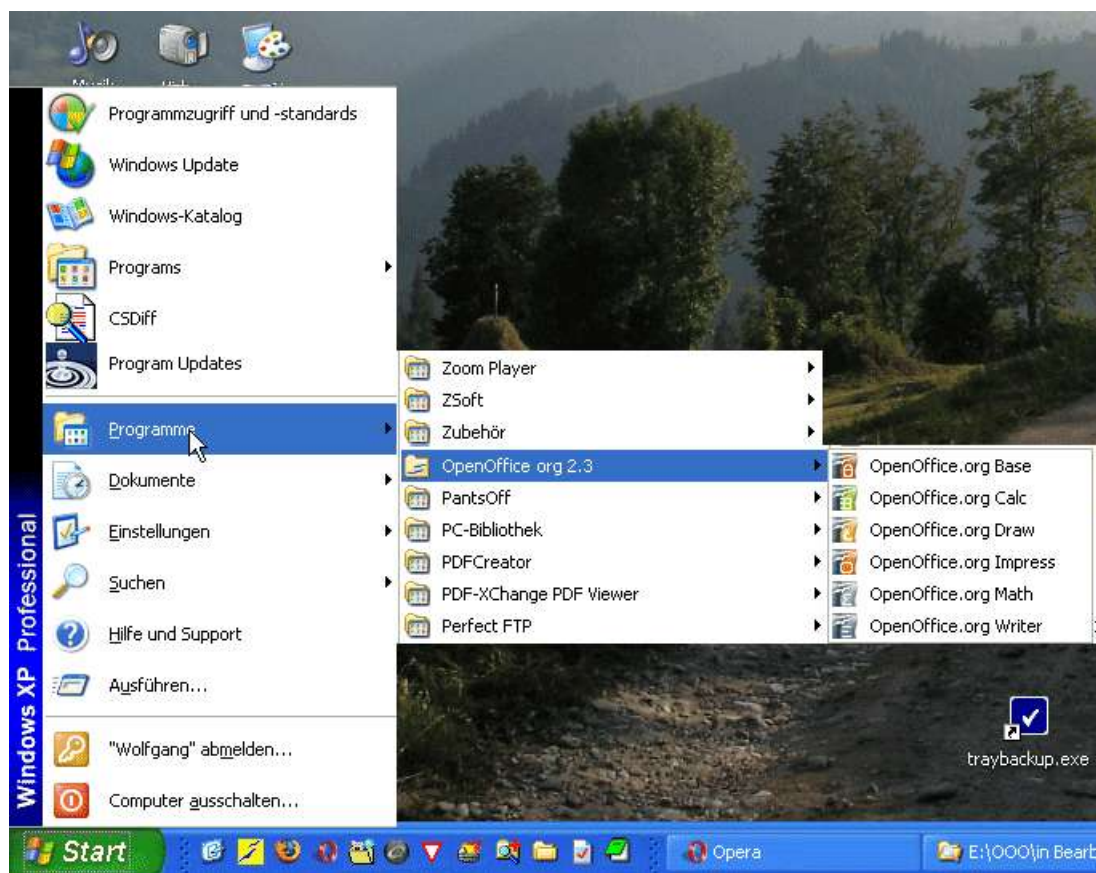 Programmzugriff und -standards
Windows Update
Windows-Katalog
Programs
CSDiff
Program Updates
Programme
Dokumente
Einstellungen
Suchen
Hilfe und Support
Ausführen...
"Wolfgang" abmelden...
Computer ausschalten...
Windows XP Professional
Zoom Player
ZSoft
Zubehör
OpenOffice org 2.3
PantsOff
PC-Bibliothek
PDFCreator
PDF-XChange PDF Viewer
Perfect FTP
OpenOffice.org Base
OpenOffice.org Calc
OpenOffice.org Draw
OpenOffice.org Impress
OpenOffice.org Math
OpenOffice.org Writer
traybackup.exe
Start
Opera
E:\OOO\in Bearb